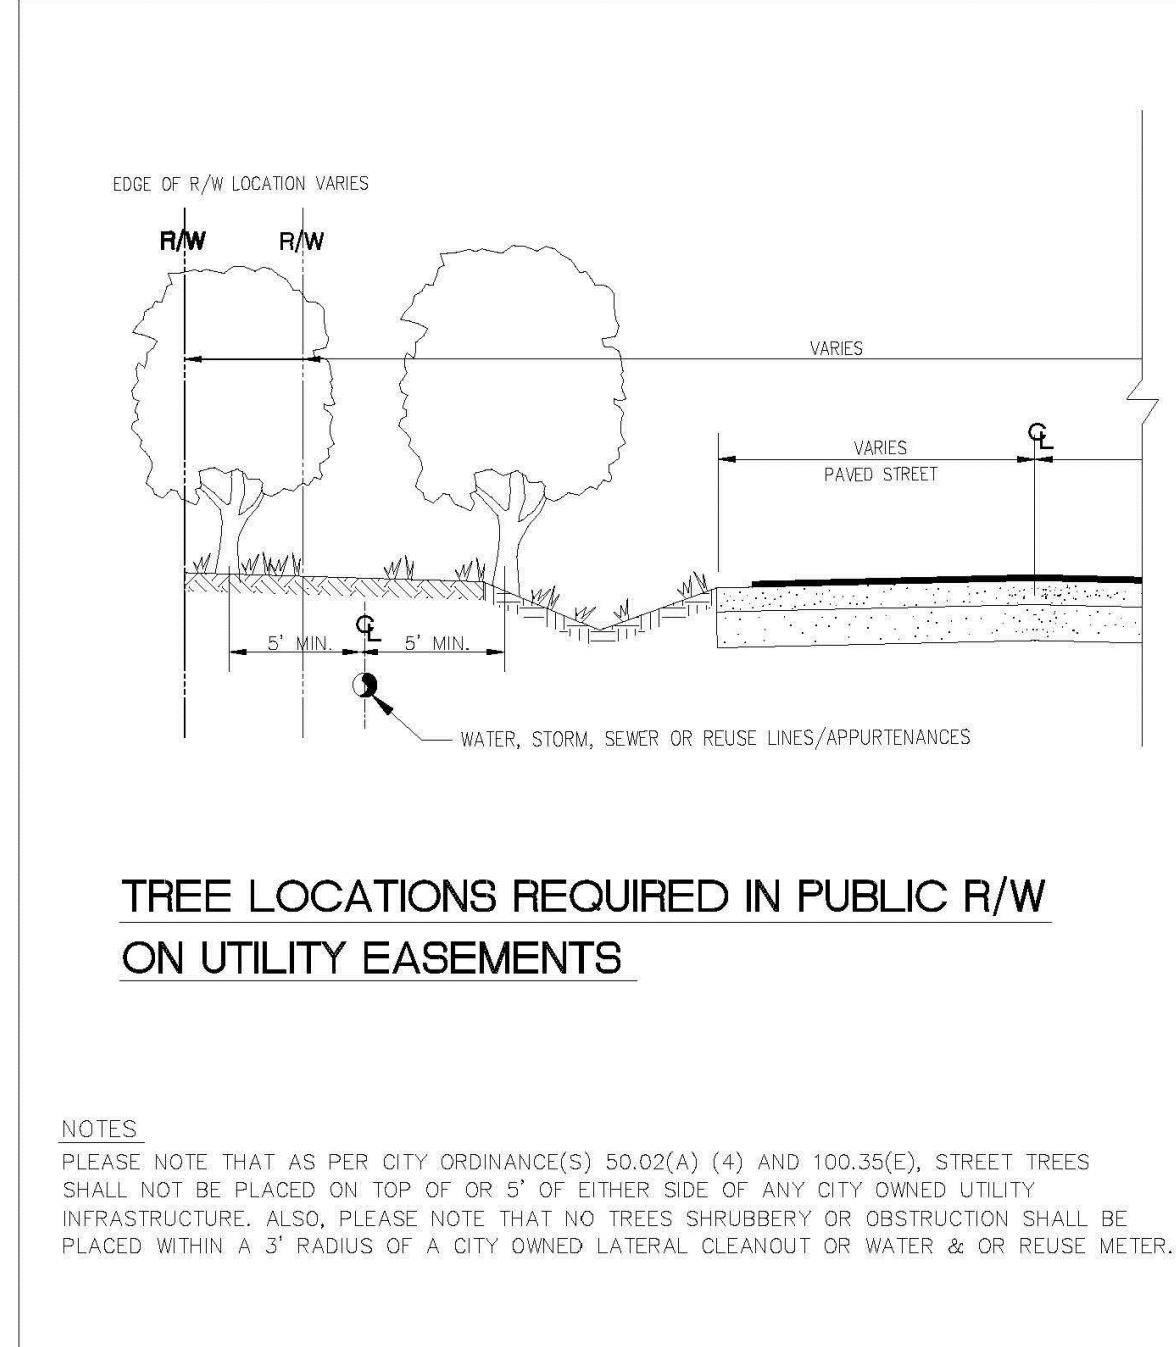 EDGE OF R/W LOCATION VARIES
R/W R/W
VARIES
CL
VARIES
PAVED STREET
CL
5' MIN. 5' MIN.
WATER, STORM, SEWER OR REUSE LINES/APPURTENANCES
TREE LOCATIONS REQUIRED IN PUBLIC R/W
ON UTILITY EASEMENTS
NOTES
PLEASE NOTE THAT AS PER CITY ORDINANCE(S) 50.02(A) (4) AND 100.35(E), STREET TREES
SHALL NOT BE PLACED ON TOP OF OR 5' OF EITHER SIDE OF ANY CITY OWNED UTILITY
INFRASTRUCTURE. ALSO, PLEASE NOTE THAT NO TREES SHRUBBERY OR OBSTRUCTION SHALL BE
PLACED WITHIN A 3' RADIUS OF A CITY OWNED LATERAL CLEANOUT OR WATER & OR REUSE METER.